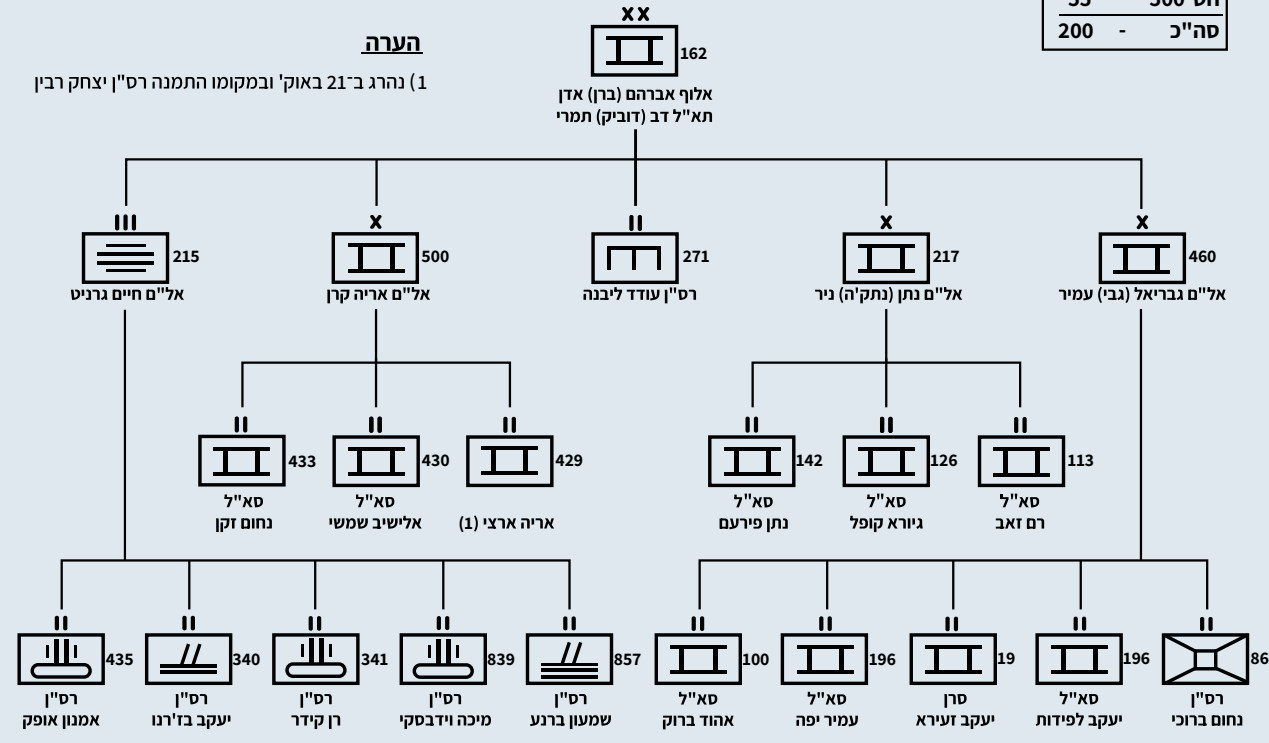 סה"כ - 200
הערה
1) נהרג ב־21 באוק' ובמקומו התמנה רס"ן יצחק רבין
162
אלוף אברהם (ברן) אדן
תא"ל דב (דוביק) תמרי
460
אל"ם גבריאל (גבי) עמיר
217
אל"ם נתן (נתק'ה) ניר
271
רס"ן עודד ליבנה
500
אל"ם אריה קרן
215
אל"ם חיים גרניט
113
סא"ל
רם זאב
126
סא"ל
גיורא קופל
142
סא"ל
נתן פירעם
429
אריה ארצי (1)
430
סא"ל
אלישיב שמשי
433
סא"ל
נחום זקן
86
רס"ן
נחום ברוכי
196
סא"ל
יעקב לפידות
19
סרן
יעקב זעירא
196
סא"ל
עמיר יפה
100
סא"ל
אהוד ברוק
857
רס"ן
שמעון ברנע
839
רס"ן
מיכה וידבסקי
341
רס"ן
רן קידר
340
רס"ן
יעקב בז'רנו
435
רס"ן
אמנון אופק